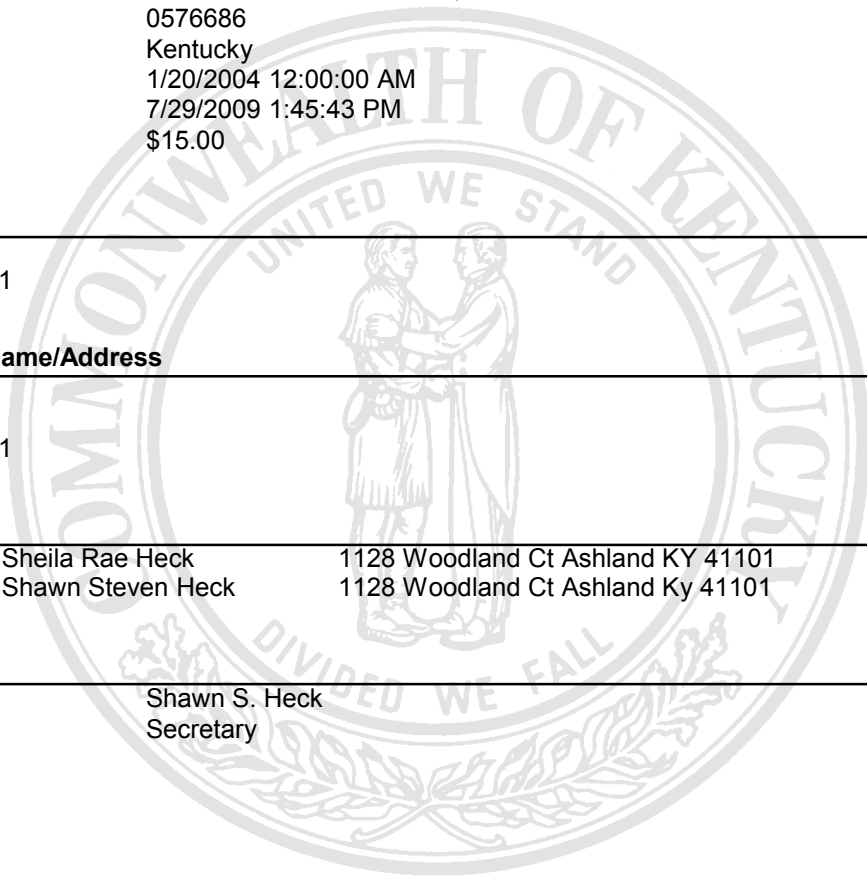 0576686
Kentucky
1/20/2004 12:00:00 AM
7/29/2009 1:45:43 PM
$15.00
COMMONWEALTH OF KENTUCKY
UNITED WE STAND
1
ame/Address
1
Sheila Rae Heck 1128 Woodland Ct Ashland KY 41101
Shawn Steven Heck 1128 Woodland Ct Ashland Ky 41101
DIVIDED WE FALL
Shawn S. Heck
Secretary